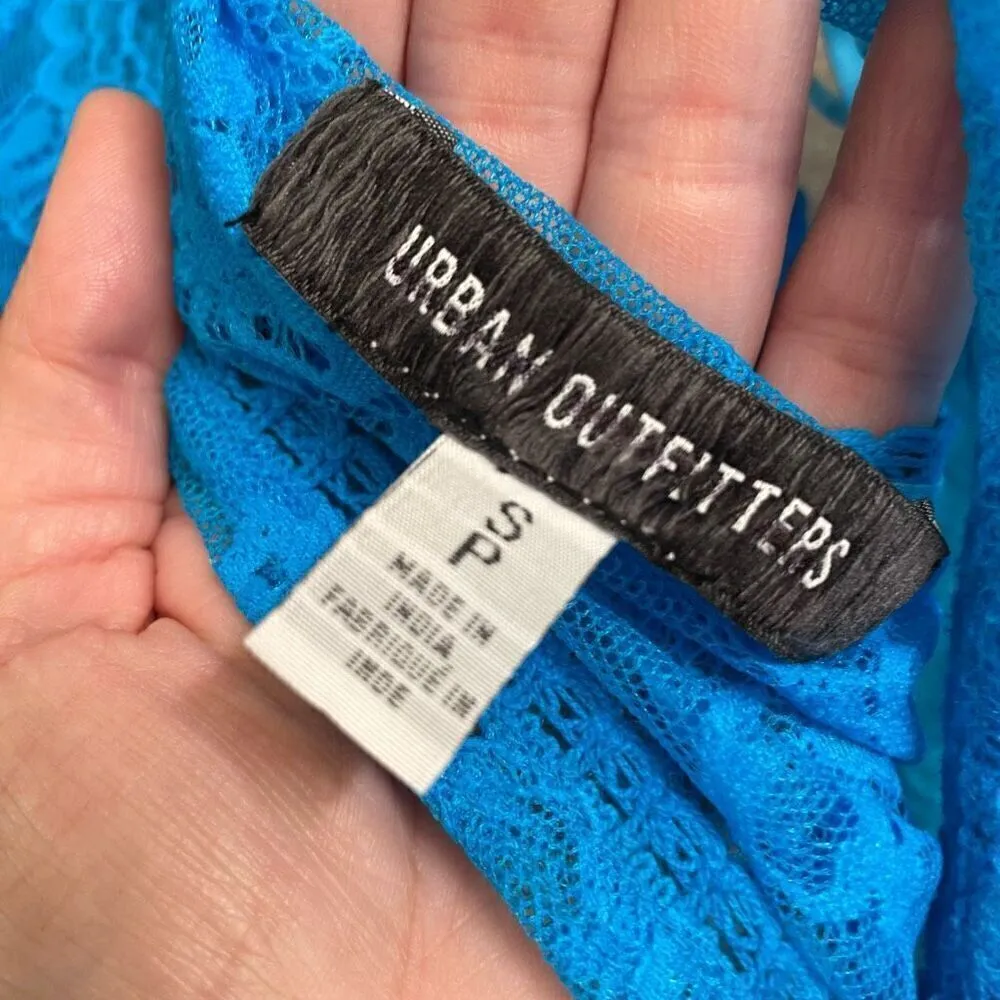 URBAN OUTFITTERS
S
P
MADE IN
INDIA
FABRIQUÉ IN
INDE